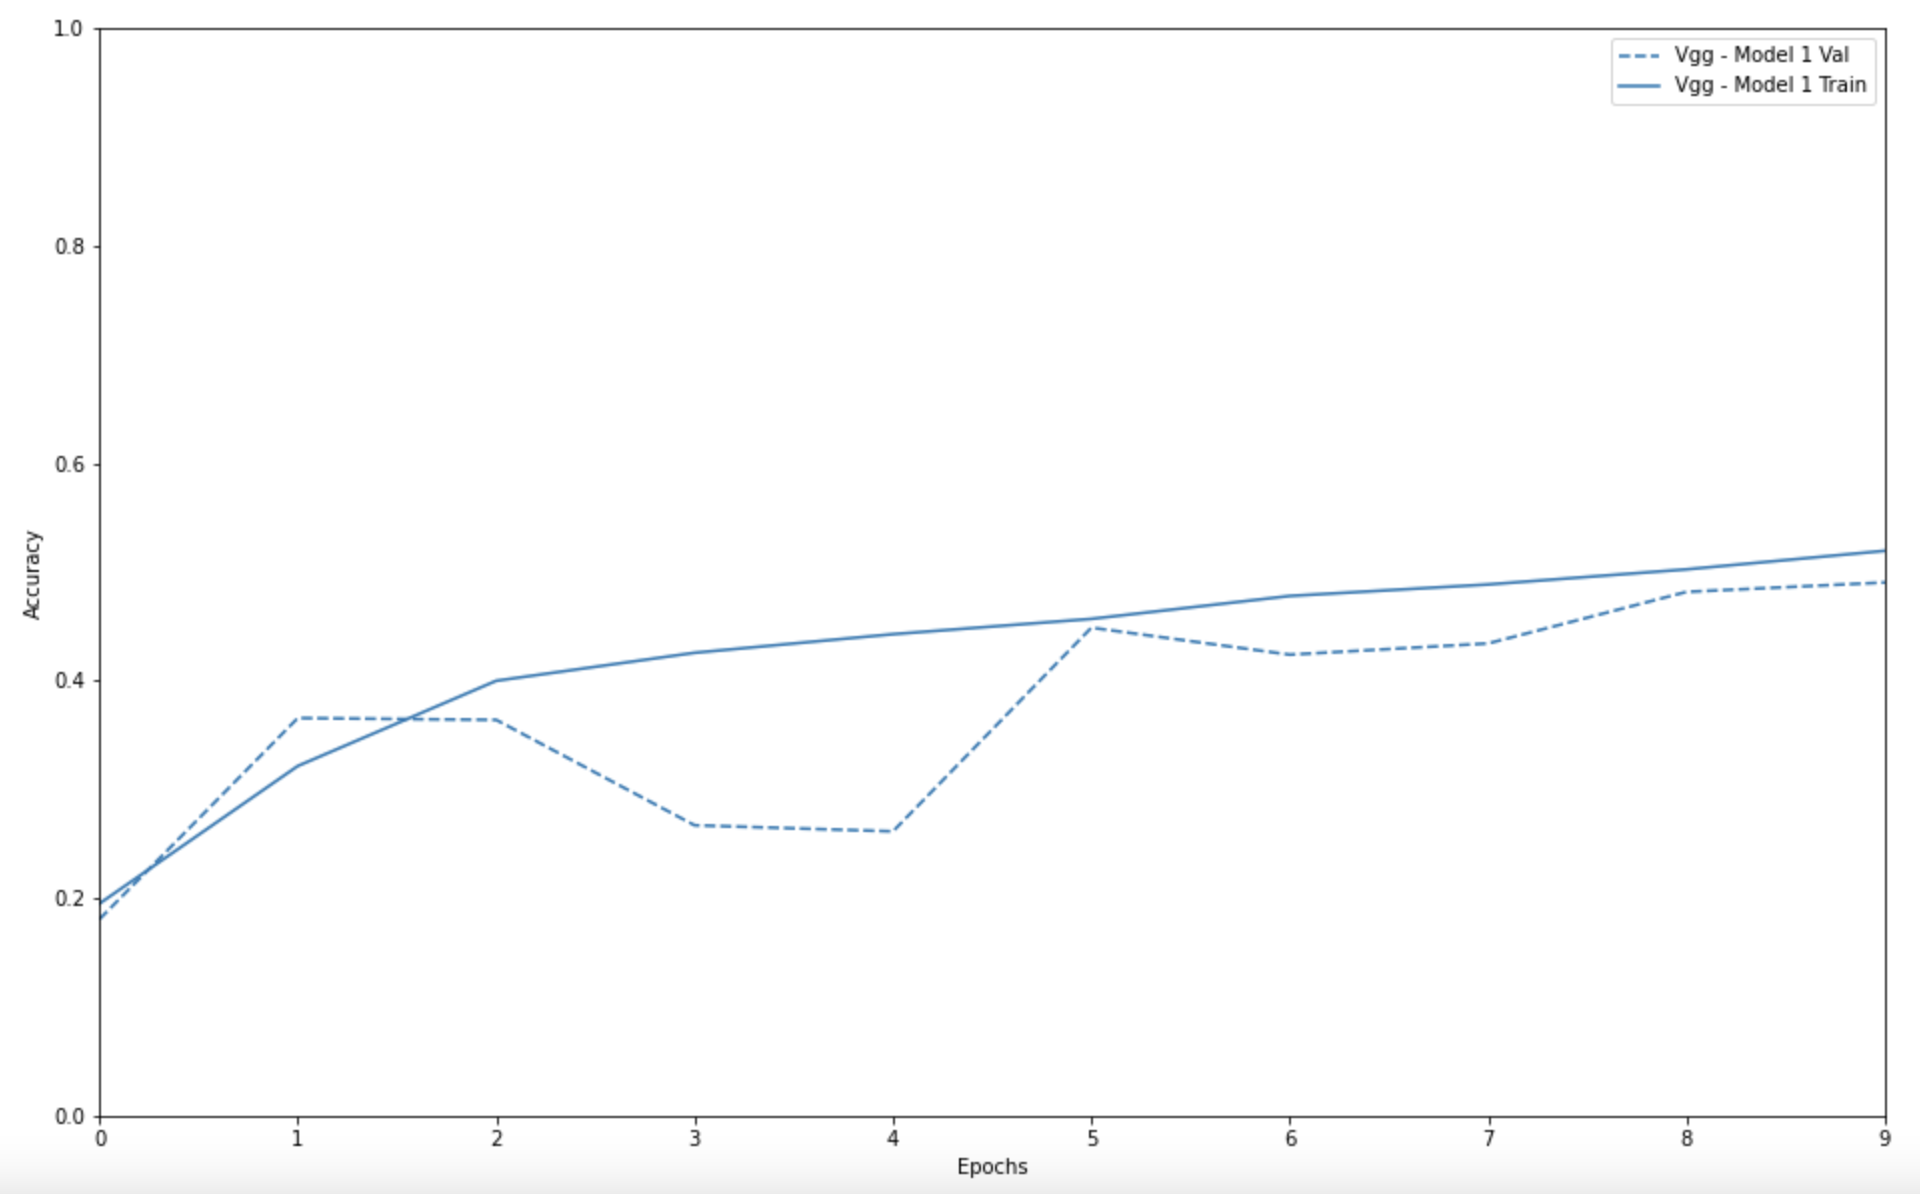 1.0
Vgg - Model 1 Val
Vgg - Model 1 Train
0.8
0.6
Accuracy
0.4
0.2
0.0
0 1 2 3 4 5 6 7 8 9
Epochs